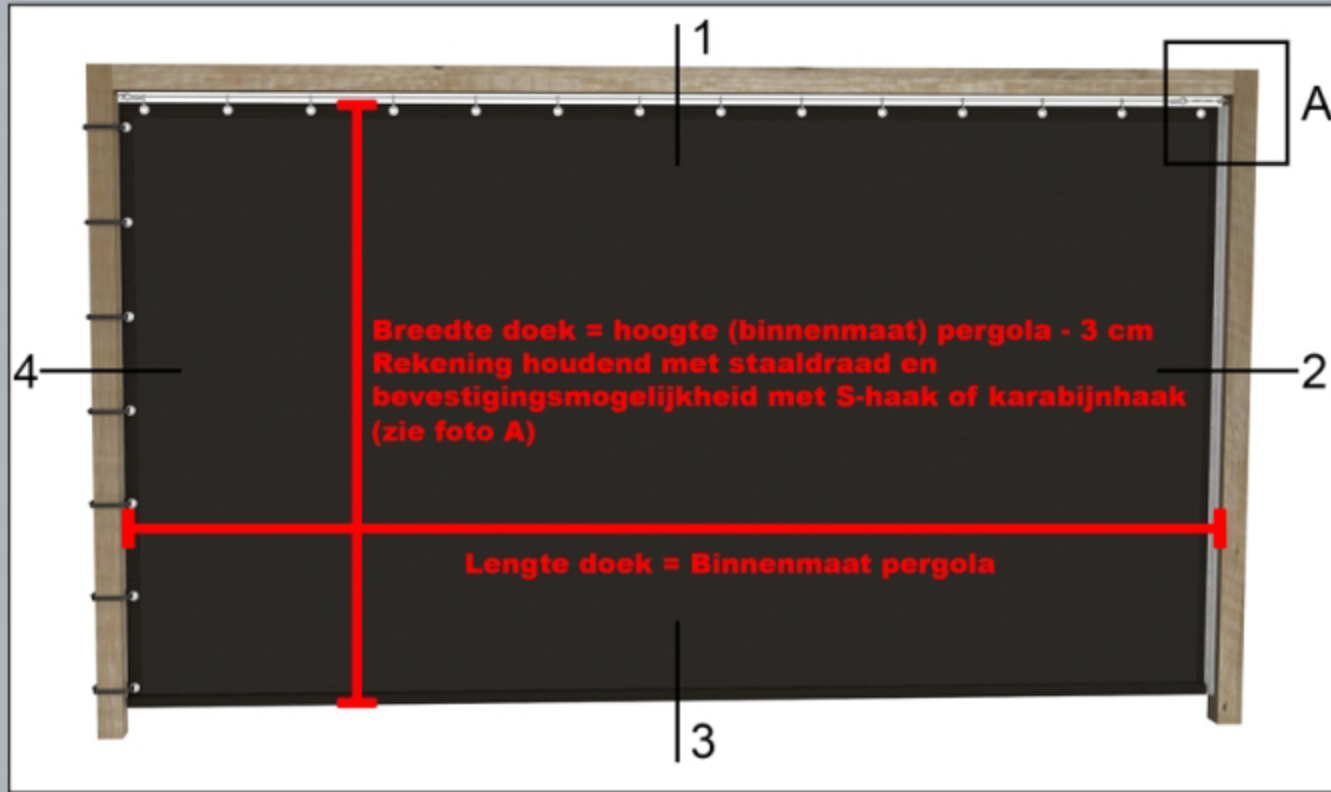 1
A
Breedte doek = hoogte (binnenmaat) pergola - 3 cm
Rekening houdend met staaldraad en
bevestigingsmogelijkheid met S-haak of karabijnhaak
(zie foto A)
4
2
Lengte doek = Binnenmaat pergola
3